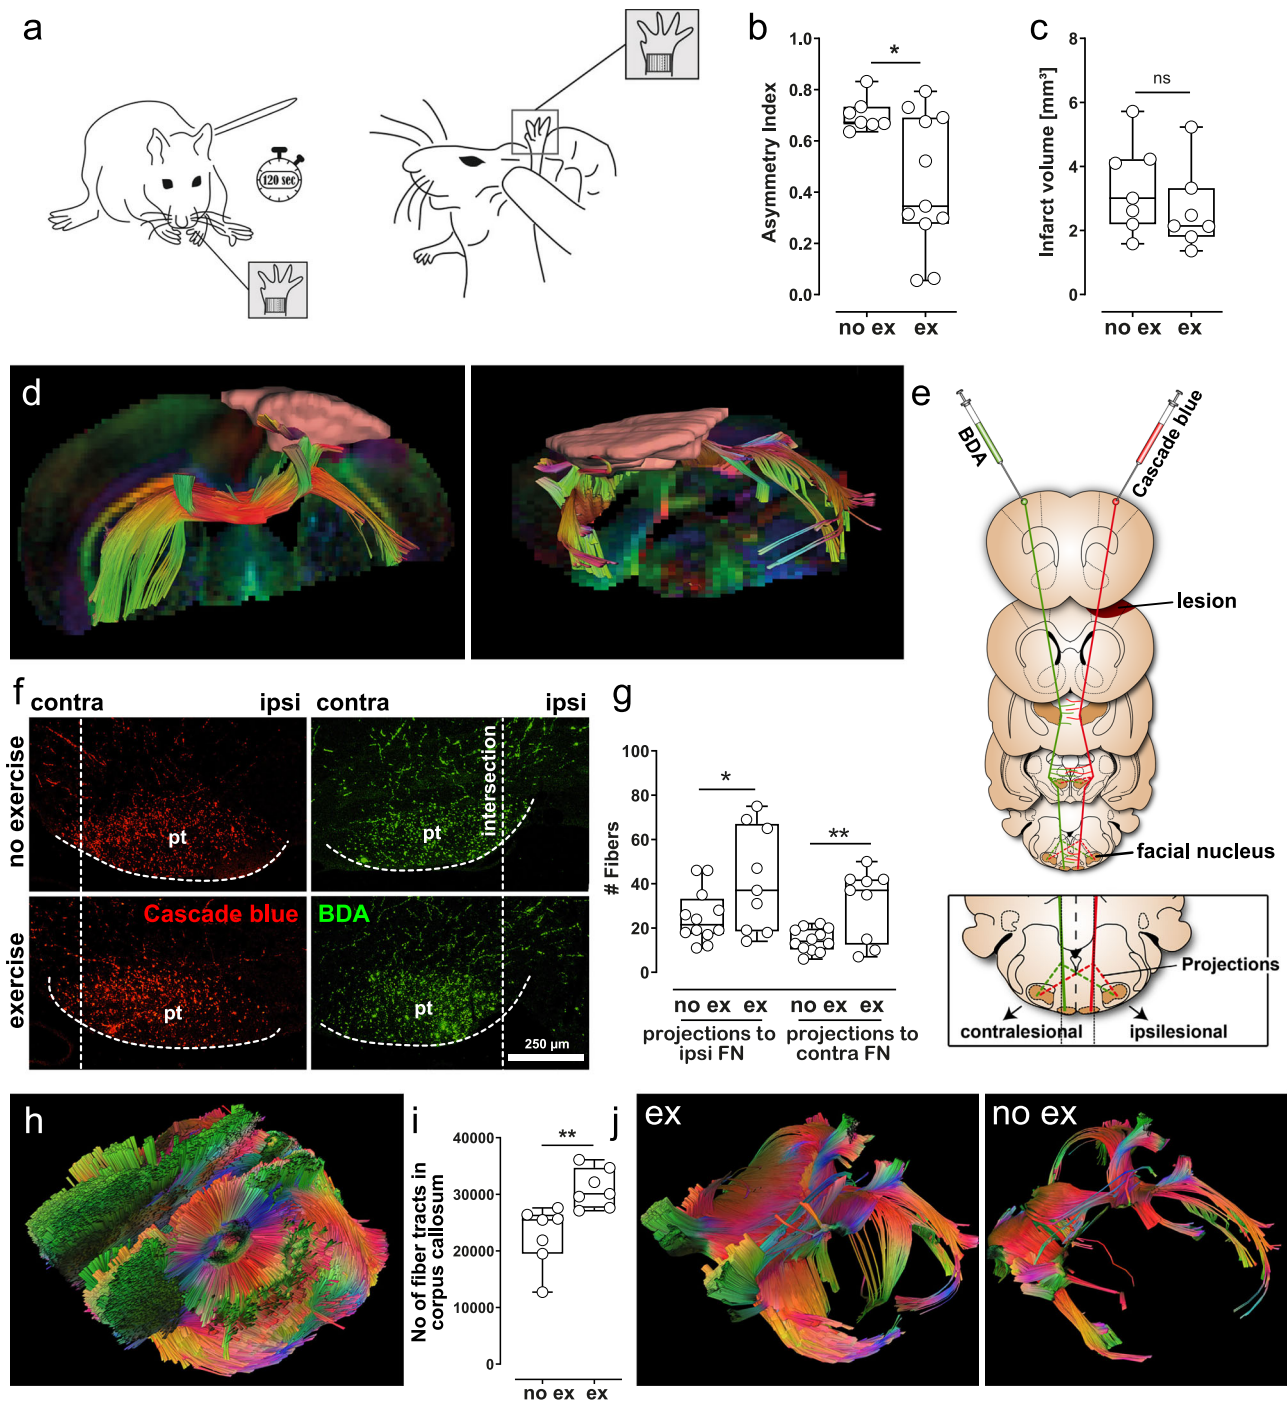 a
120 sec
b
Asymmetry Index
1.0
0.8
0.6
0.4
0.2
0.0
*
no ex
ex
c
Infarct volume [mm³]
8
6
4
2
0
ns
no ex
ex
d
e
BDA
Cascade blue
lesion
facial nucleus
Projections
contralesional
ipsilesional
f
contra
ipsi
contra
ipsi
no exercise
exercise
pt
pt
intersection
Cascade blue
BDA
pt
pt
250 µm
g
# Fibers
100
80
60
40
20
0
*
**
no ex
ex
no ex
ex
projections to
ipsi FN
projections to
contra FN
h
i
No of fiber tracts in
corpus callosum
40000
30000
20000
10000
0
**
no ex
ex
j
ex
no ex